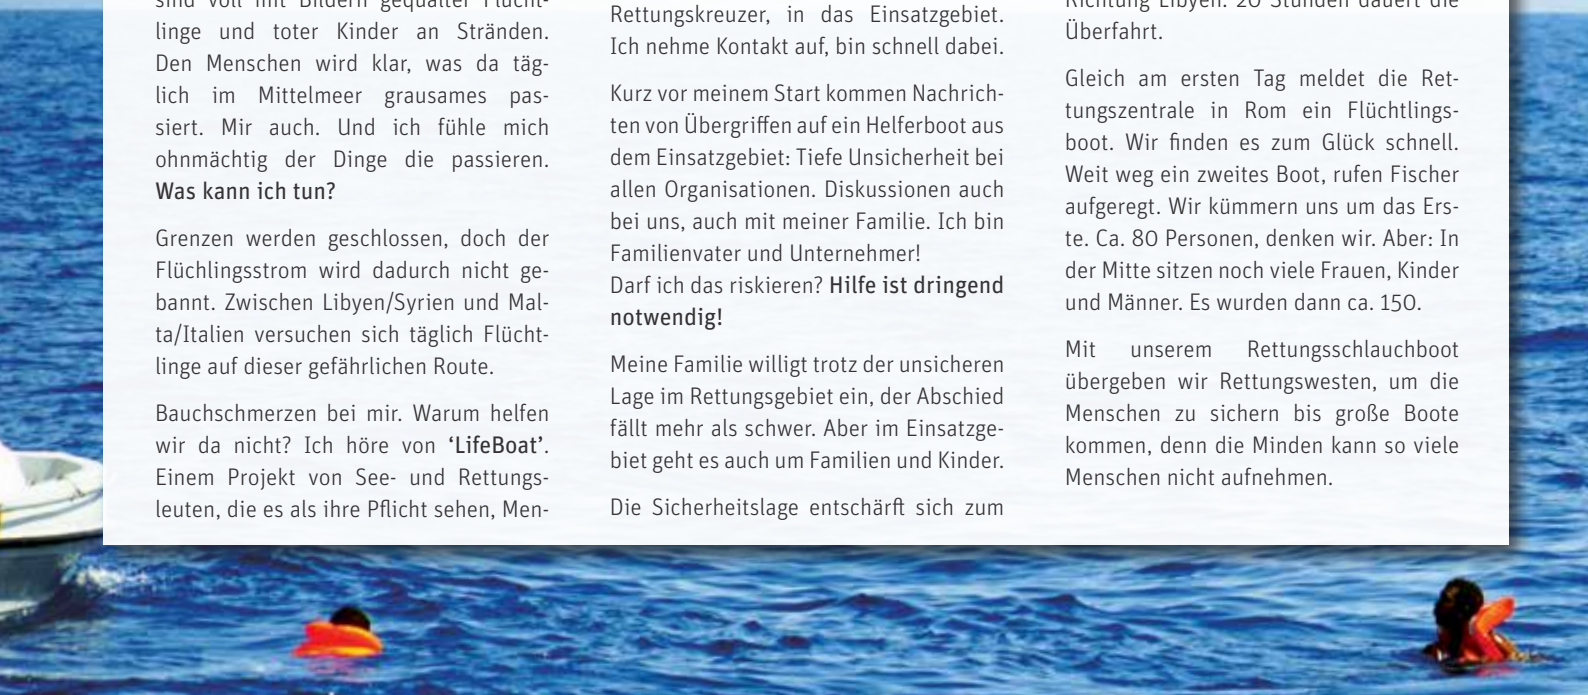 sind voll mit Bildern gequälter Flücht-
linge und toter Kinder an Stränden.
Den Menschen wird klar, was da täg-
lich im Mittelmeer grausames pas-
siert. Mir auch. Und ich fühle mich
ohnmächtig der Dinge die passieren.
Was kann ich tun?
Grenzen werden geschlossen, doch der
Flüchlingsstrom wird dadurch nicht ge-
bannt. Zwischen Libyen/Syrien und Mal-
ta/Italien versuchen sich täglich Flücht-
linge auf dieser gefährlichen Route.
Bauchschmerzen bei mir. Warum helfen
wir da nicht? Ich höre von ‘LifeBoat’.
Einem Projekt von See- und Rettungs-
leuten, die es als ihre Pflicht sehen, Men-
Rettungskreuzer, in das Einsatzgebiet.
Ich nehme Kontakt auf, bin schnell dabei.
Kurz vor meinem Start kommen Nachrich-
ten von Übergriffen auf ein Helferboot aus
dem Einsatzgebiet: Tiefe Unsicherheit bei
allen Organisationen. Diskussionen auch
bei uns, auch mit meiner Familie. Ich bin
Familienvater und Unternehmer!
Darf ich das riskieren? Hilfe ist dringend
notwendig!
Meine Familie willigt trotz der unsicheren
Lage im Rettungsgebiet ein, der Abschied
fällt mehr als schwer. Aber im Einsatzge-
biet geht es auch um Familien und Kinder.
Die Sicherheitslage entschärft sich zum
Richtung Libyen. 20 Stunden dauert die
Überfahrt.
Gleich am ersten Tag meldet die Ret-
tungszentrale in Rom ein Flüchtlings-
boot. Wir finden es zum Glück schnell.
Weit weg ein zweites Boot, rufen Fischer
aufgeregt. Wir kümmern uns um das Ers-
te. Ca. 80 Personen, denken wir. Aber: In
der Mitte sitzen noch viele Frauen, Kinder
und Männer. Es wurden dann ca. 150.
Mit unserem Rettungsschlauchboot
übergeben wir Rettungswesten, um die
Menschen zu sichern bis große Boote
kommen, denn die Minden kann so viele
Menschen nicht aufnehmen.